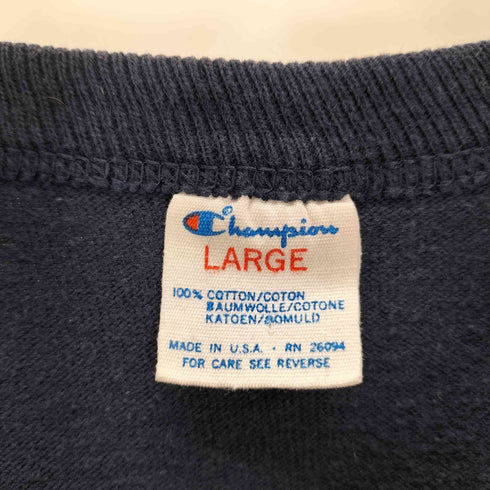 Champion
LARGE
100% COTTON/COTON
BAUMWOLLE/COTONE
KATOEN/BOMULD
MADE IN U.S.A. · RN 26094
FOR CARE SEE REVERSE